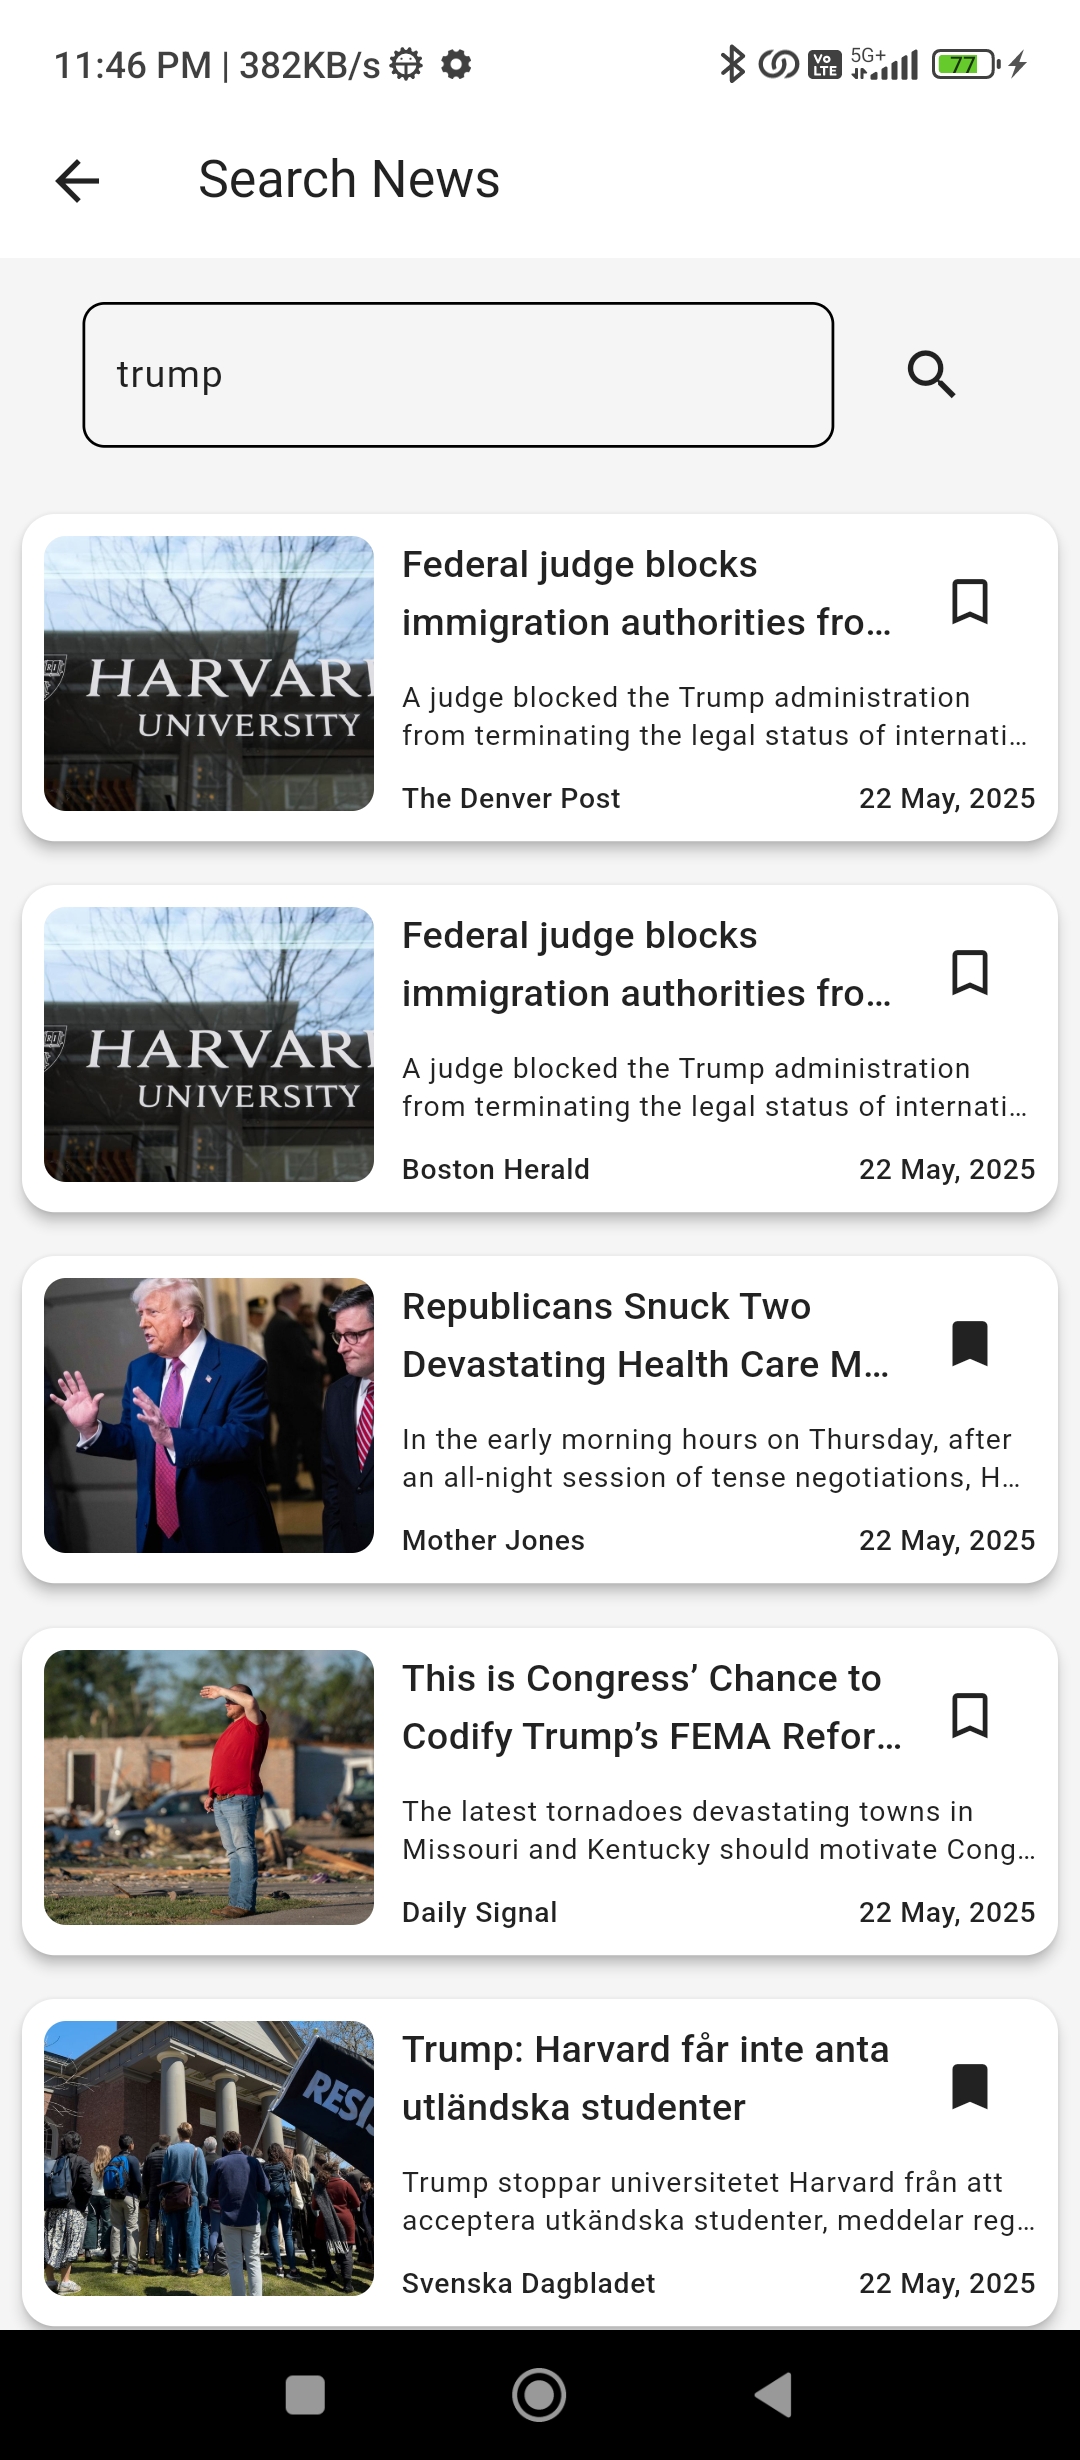 11:46 PM | 382KB/s
Vo LTE 5G+ 77
Search News
trump
Federal judge blocks
immigration authorities fro…
A judge blocked the Trump administration
from terminating the legal status of internati…
The Denver Post 22 May, 2025
HARVAR
UNIVERSITY
Federal judge blocks
immigration authorities fro…
A judge blocked the Trump administration
from terminating the legal status of internati…
Boston Herald 22 May, 2025
HARVAR
UNIVERSITY
Republicans Snuck Two
Devastating Health Care M…
In the early morning hours on Thursday, after
an all-night session of tense negotiations, H…
Mother Jones 22 May, 2025
This is Congress’ Chance to
Codify Trump’s FEMA Refor…
The latest tornadoes devastating towns in
Missouri and Kentucky should motivate Cong…
Daily Signal 22 May, 2025
Trump: Harvard får inte anta
utländska studenter
Trump stoppar universitetet Harvard från att
acceptera utkändska studenter, meddelar reg…
Svenska Dagbladet 22 May, 2025
RESIS